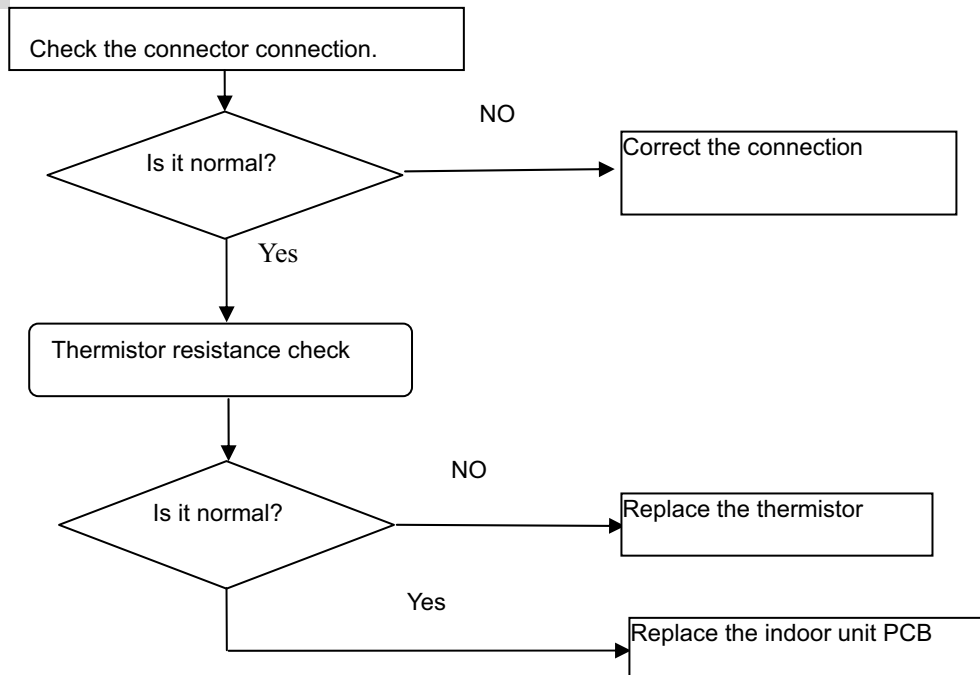 Check the connector connection.
NO
Is it normal?
Correct the connection
Yes
Thermistor resistance check
NO
Is it normal?
Replace the thermistor
Yes
Replace the indoor unit PCB